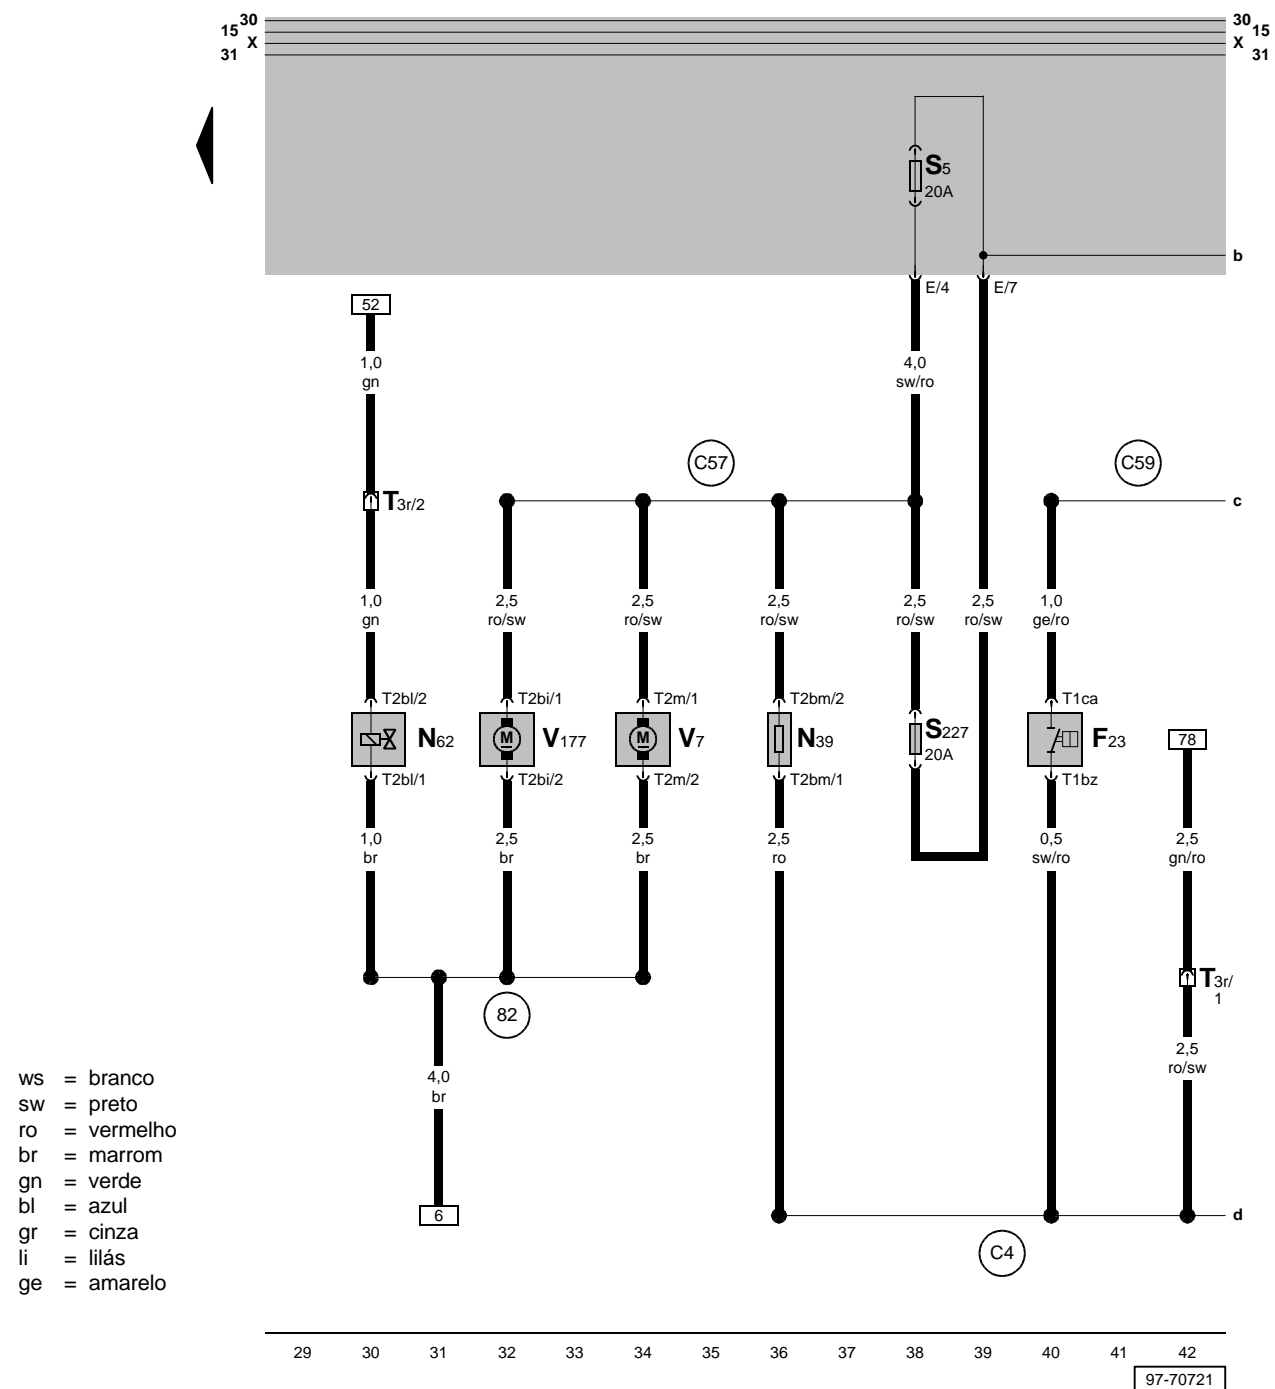 30
15
X
31
30
15
X
31
S5
20A
b
E/4
E/7
52
1,0
gn
4,0
sw/ro
C57
C59
T3r/2
c
1,0
gn
2,5
ro/sw
2,5
ro/sw
2,5
ro/sw
2,5
ro/sw
2,5
ro/sw
1,0
ge/ro
T2bl/2
T2bi/1
T2m/1
T2bm/2
T1ca
N62
M
V177
M
V7
N39
S227
20A
F23
78
T2bl/1
T2bi/2
T2m/2
T2bm/1
T1bz
1,0
br
2,5
br
2,5
br
2,5
ro
0,5
sw/ro
2,5
gn/ro
T3r/
1
82
2,5
ro/sw
4,0
br
6
d
C4
ws = branco
sw = preto
ro = vermelho
br = marrom
gn = verde
bl = azul
gr = cinza
li = lilás
ge = amarelo
29 30 31 32 33 34 35 36 37 38 39 40 41 42
97-70721